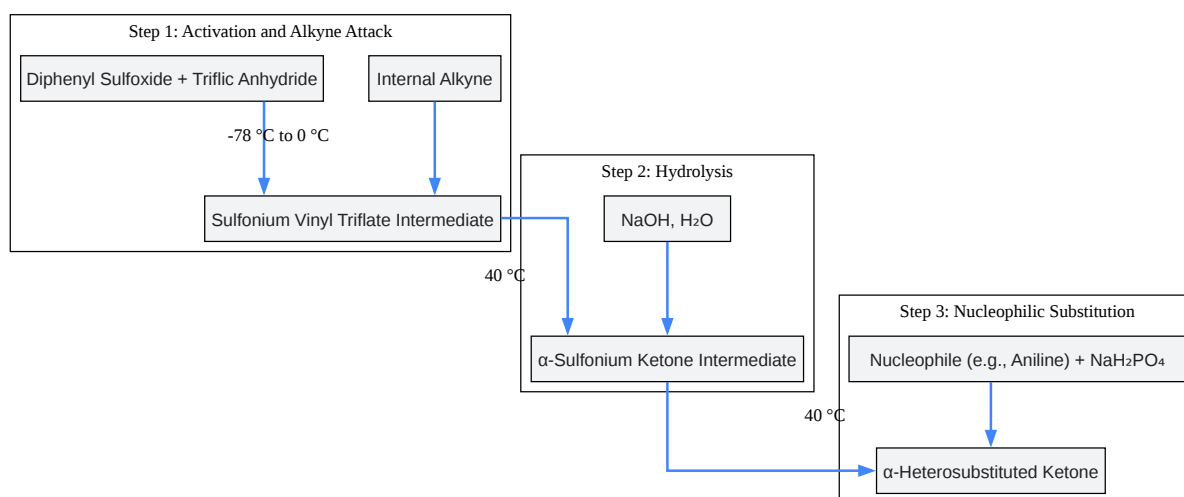 Step 1: Activation and Alkyne Attack
Diphenyl Sulfoxide + Triflic Anhydride
Internal Alkyne
-78 °C to 0 °C
Sulfonium Vinyl Triflate Intermediate
Step 2: Hydrolysis
NaOH, H₂O
40 °C
α-Sulfonium Ketone Intermediate
Step 3: Nucleophilic Substitution
Nucleophile (e.g., Aniline) + NaH₂PO₄
40 °C
α-Heterosubstituted Ketone